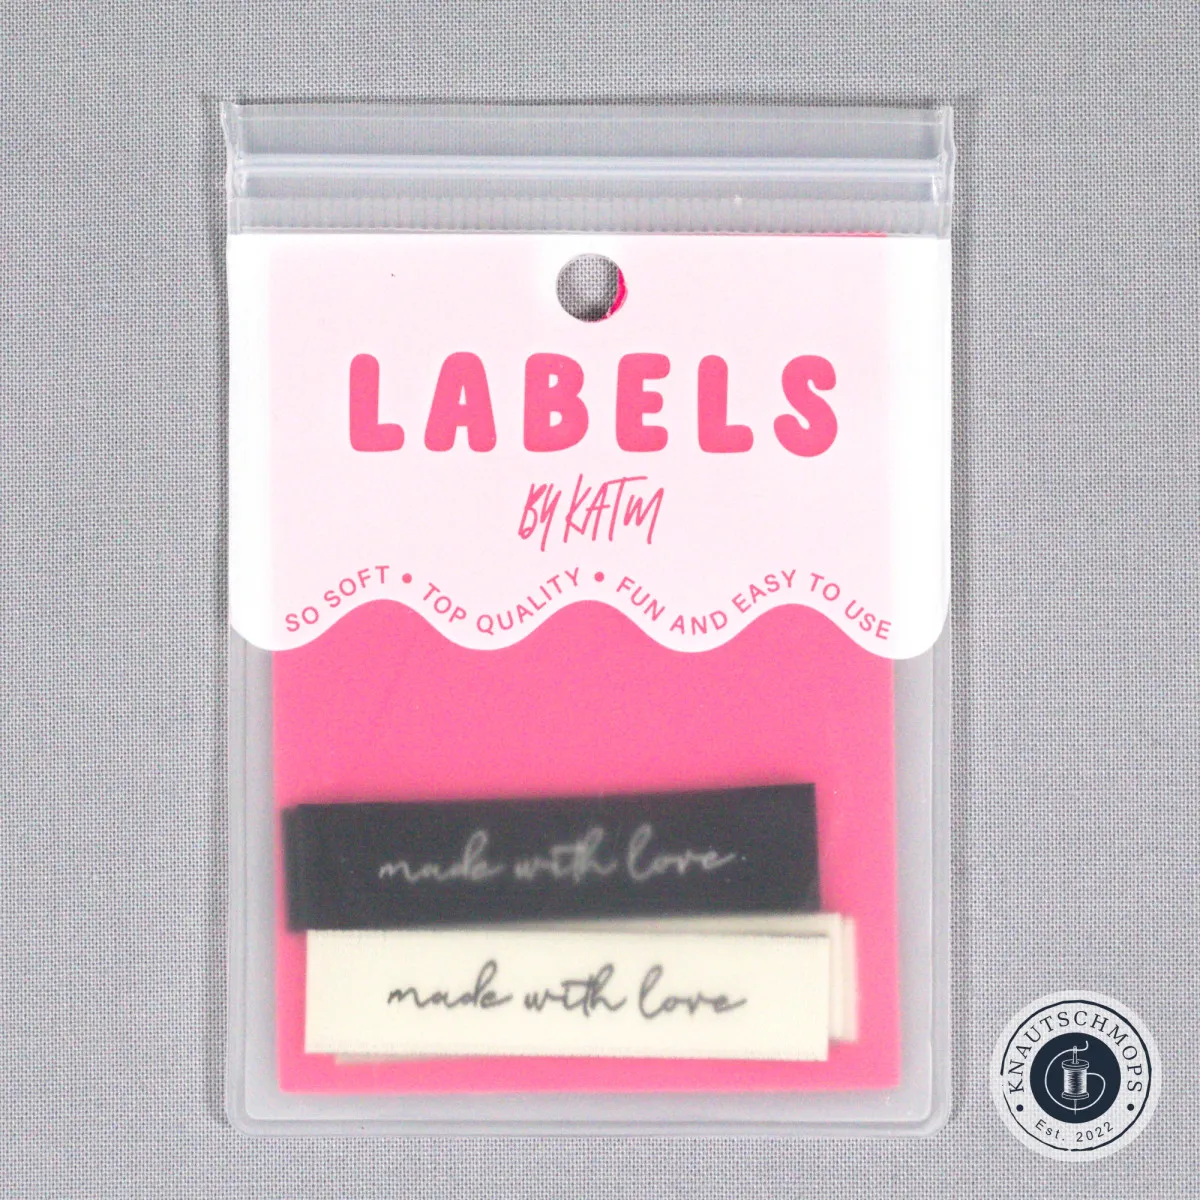 LABELS
BY KATM
SO SOFT • TOP QUALITY • FUN AND EASY TO USE
made with love
made with love
KNAUTSCHMOPS
Est. 2022